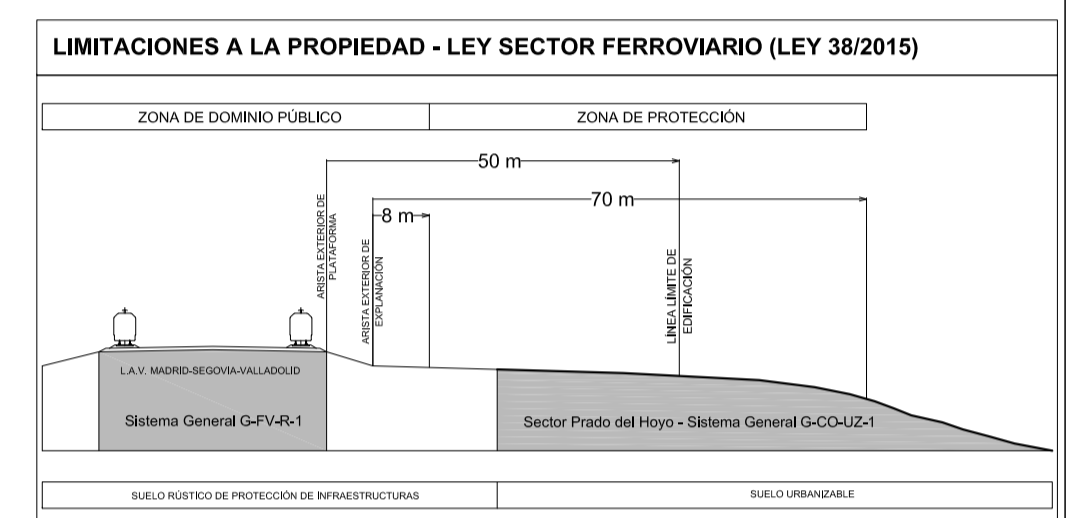 LIMITACIONES A LA PROPIEDAD - LEY SECTOR FERROVIARIO (LEY 38/2015)
ZONA DE DOMINIO PÚBLICO
ZONA DE PROTECCIÓN
50 m
70 m
8 m
ARISTA EXTERIOR DE
PLATAFORMA
ARISTA EXTERIOR DE
EXPLANACIÓN
LÍNEA LÍMITE DE
EDIFICACIÓN
L.A.V. MADRID-SEGOVIA-VALLADOLID
Sistema General G-FV-R-1
Sector Prado del Hoyo - Sistema General G-CO-UZ-1
SUELO RÚSTICO DE PROTECCIÓN DE INFRAESTRUCTURAS
SUELO URBANIZABLE